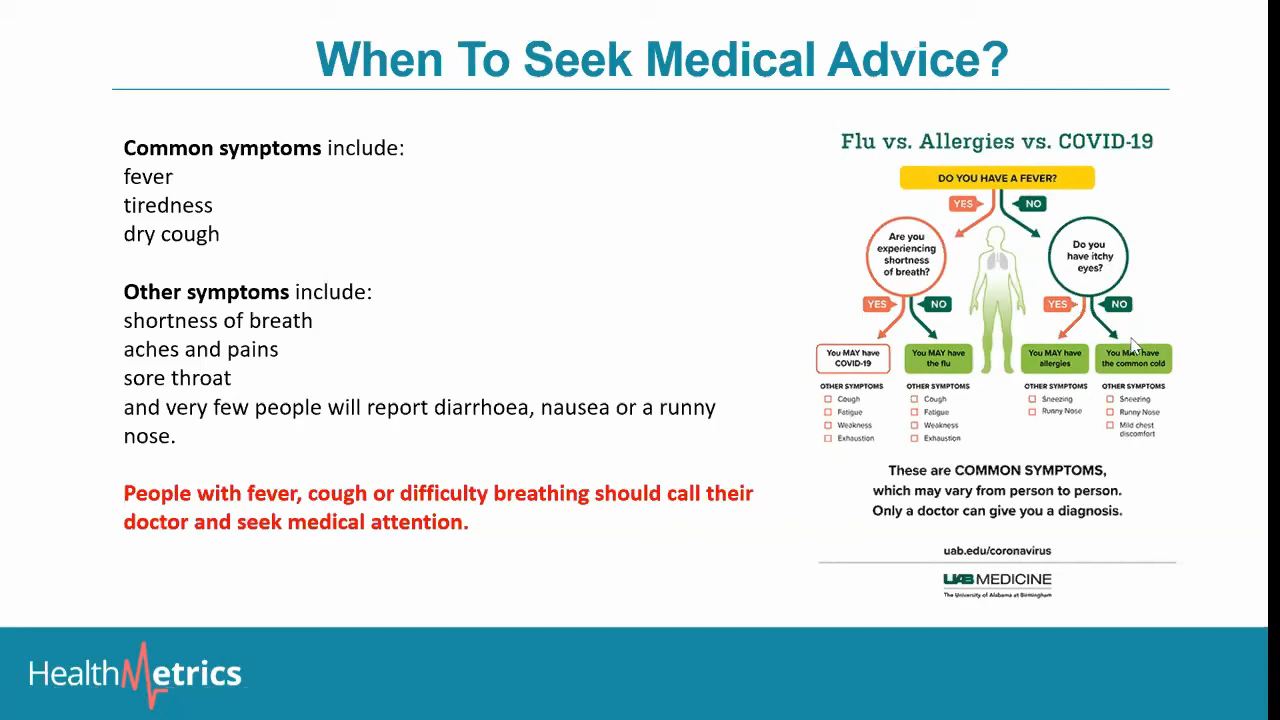 When To Seek Medical Advice?
Common symptoms include:
fever
tiredness
dry cough
Other symptoms include:
shortness of breath
aches and pains
sore throat
and very few people will report diarrhoea, nausea or a runny
nose.
People with fever, cough or difficulty breathing should call their
doctor and seek medical attention.
Flu vs. Allergies vs. COVID-19
DO YOU HAVE A FEVER?
YES
NO
Are you
experiencing
shortness
of breath?
Do you
have itchy
eyes?
YES
NO
YES
NO
You MAY have
COVID-19
You MAY have
the flu
You MAY have
allergies
You MAY have
the common cold
OTHER SYMPTOMS
Cough
Fatigue
Weakness
Exhaustion
OTHER SYMPTOMS
Cough
Fatigue
Weakness
Exhaustion
OTHER SYMPTOMS
Sneezing
Runny Nose
OTHER SYMPTOMS
Sneezing
Runny Nose
Mild chest
discomfort
These are COMMON SYMPTOMS,
which may vary from person to person.
Only a doctor can give you a diagnosis.
uab.edu/coronavirus
UAB MEDICINE
The University of Alabama at Birmingham
HealthMetrics